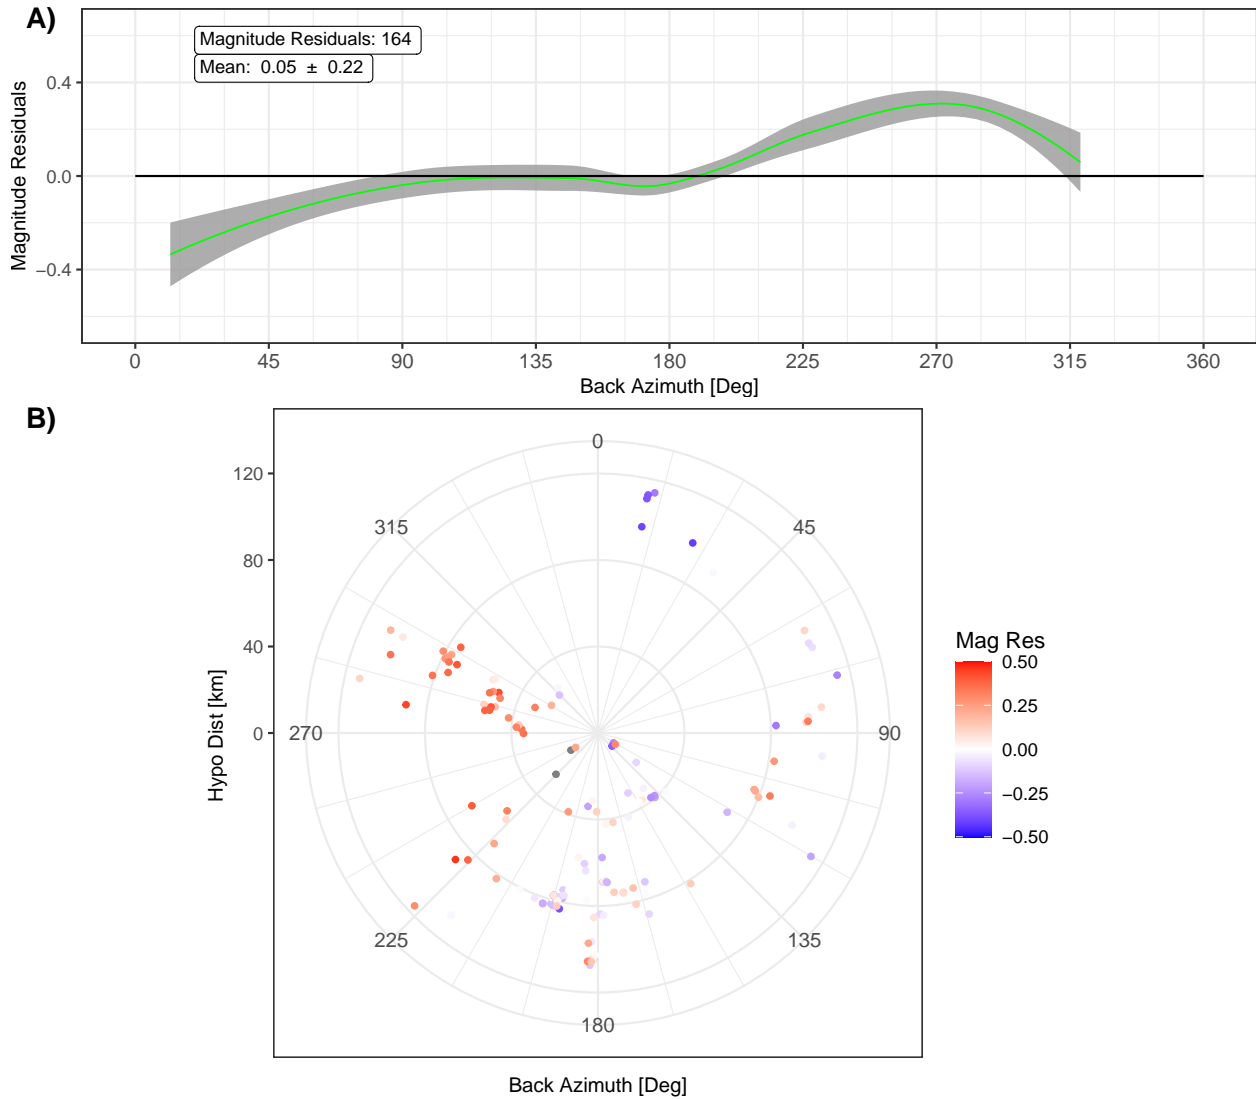 A)
Magnitude Residuals: 164
Mean: 0.05 ± 0.22
Magnitude Residuals
0.4
0.0
−0.4
0 45 90 135 180 225 270 315 360
Back Azimuth [Deg]
B)
Hypo Dist [km]
120
80
40
0
0
45
90
135
180
225
270
315
Back Azimuth [Deg]
Mag Res
0.50
0.25
0.00
−0.25
−0.50